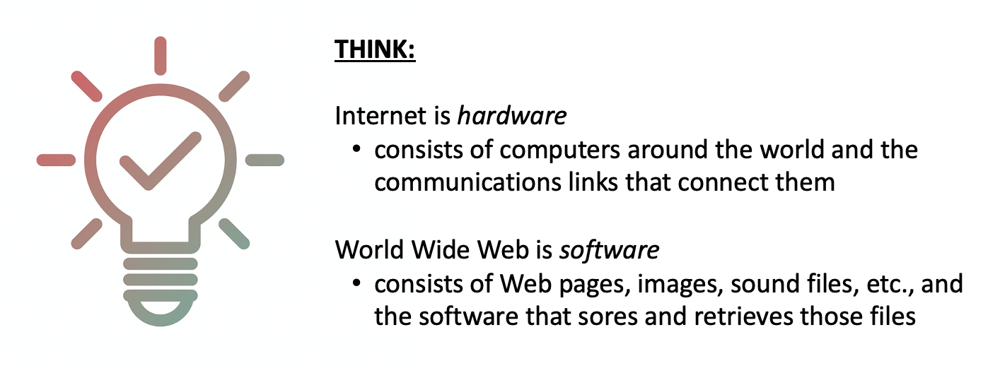 THINK:
Internet is hardware
• consists of computers around the world and the
communications links that connect them
World Wide Web is software
• consists of Web pages, images, sound files, etc., and
the software that sores and retrieves those files